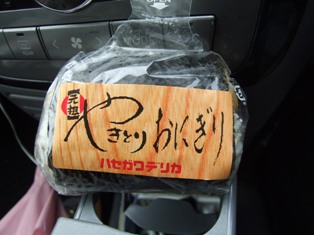 元祖
やきとりおにぎり
ハセガワデリカ